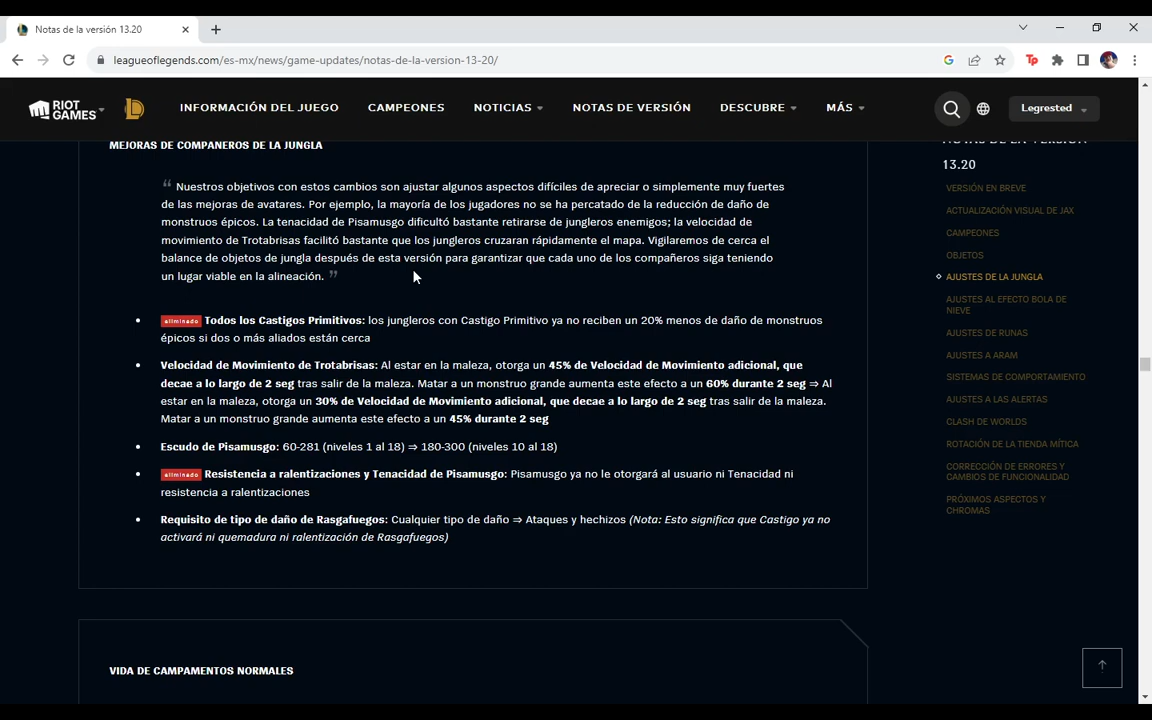 Notas de la versión 13.20
leagueoflegends.com/es-mx/news/game-updates/notas-de-la-version-13-20/
RIOT GAMES
INFORMACIÓN DEL JUEGO
CAMPEONES
NOTICIAS
NOTAS DE VERSIÓN
DESCUBRE
MÁS
Legrested
MEJORAS DE COMPAÑEROS DE LA JUNGLA
“ Nuestros objetivos con estos cambios son ajustar algunos aspectos difíciles de apreciar o simplemente muy fuertes
de las mejoras de avatares. Por ejemplo, la mayoría de los jugadores no se ha percatado de la reducción de daño de
monstruos épicos. La tenacidad de Pisamusgo dificultó bastante retirarse de jungleros enemigos; la velocidad de
movimiento de Trotabrisas facilitó bastante que los jungleros cruzaran rápidamente el mapa. Vigilaremos de cerca el
balance de objetos de jungla después de esta versión para garantizar que cada uno de los compañeros siga teniendo
un lugar viable en la alineación. ”
• eliminado Todos los Castigos Primitivos: los jungleros con Castigo Primitivo ya no reciben un 20% menos de daño de monstruos
épicos si dos o más aliados están cerca
• Velocidad de Movimiento de Trotabrisas: Al estar en la maleza, otorga un 45% de Velocidad de Movimiento adicional, que
decae a lo largo de 2 seg tras salir de la maleza. Matar a un monstruo grande aumenta este efecto a un 60% durante 2 seg ⇒ Al
estar en la maleza, otorga un 30% de Velocidad de Movimiento adicional, que decae a lo largo de 2 seg tras salir de la maleza.
Matar a un monstruo grande aumenta este efecto a un 45% durante 2 seg
• Escudo de Pisamusgo: 60-281 (niveles 1 al 18) ⇒ 180-300 (niveles 10 al 18)
• eliminado Resistencia a ralentizaciones y Tenacidad de Pisamusgo: Pisamusgo ya no le otorgará al usuario ni Tenacidad ni
resistencia a ralentizaciones
• Requisito de tipo de daño de Rasgafuegos: Cualquier tipo de daño ⇒ Ataques y hechizos (Nota: Esto significa que Castigo ya no
activará ni quemadura ni ralentización de Rasgafuegos)
VIDA DE CAMPAMENTOS NORMALES
NOTAS DE LA VERSIÓN
13.20
VERSIÓN EN BREVE
ACTUALIZACIÓN VISUAL DE JAX
CAMPEONES
OBJETOS
AJUSTES DE LA JUNGLA
AJUSTES AL EFECTO BOLA DE
NIEVE
AJUSTES DE RUNAS
AJUSTES A ARAM
SISTEMAS DE COMPORTAMIENTO
AJUSTES A LAS ALERTAS
CLASH DE WORLDS
ROTACIÓN DE LA TIENDA MÍTICA
CORRECCIÓN DE ERRORES Y
CAMBIOS DE FUNCIONALIDAD
PRÓXIMOS ASPECTOS Y
CHROMAS